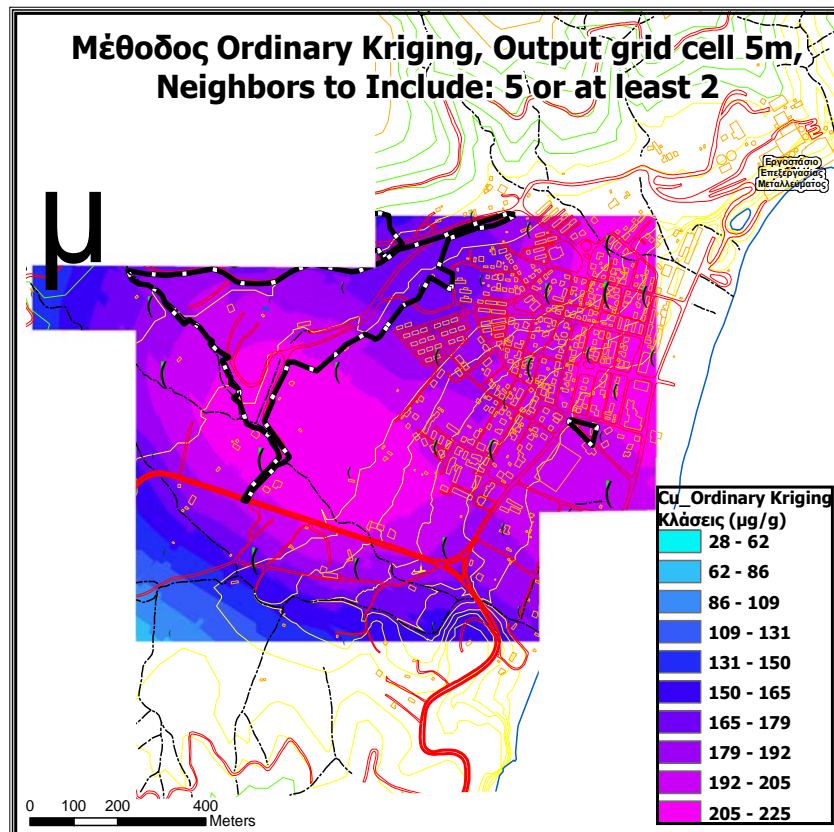 Μέθοδος Ordinary Kriging, Output grid cell 5m,
Neighbors to Include: 5 or at least 2
Εργοστάσιο
Επεξεργασίας
Μεταλλεύματος
μ
Cu_Ordinary Kriging
Κλάσεις (μg/g)
28 - 62
62 - 86
86 - 109
109 - 131
131 - 150
150 - 165
165 - 179
179 - 192
192 - 205
205 - 225
0 100 200 400
Meters